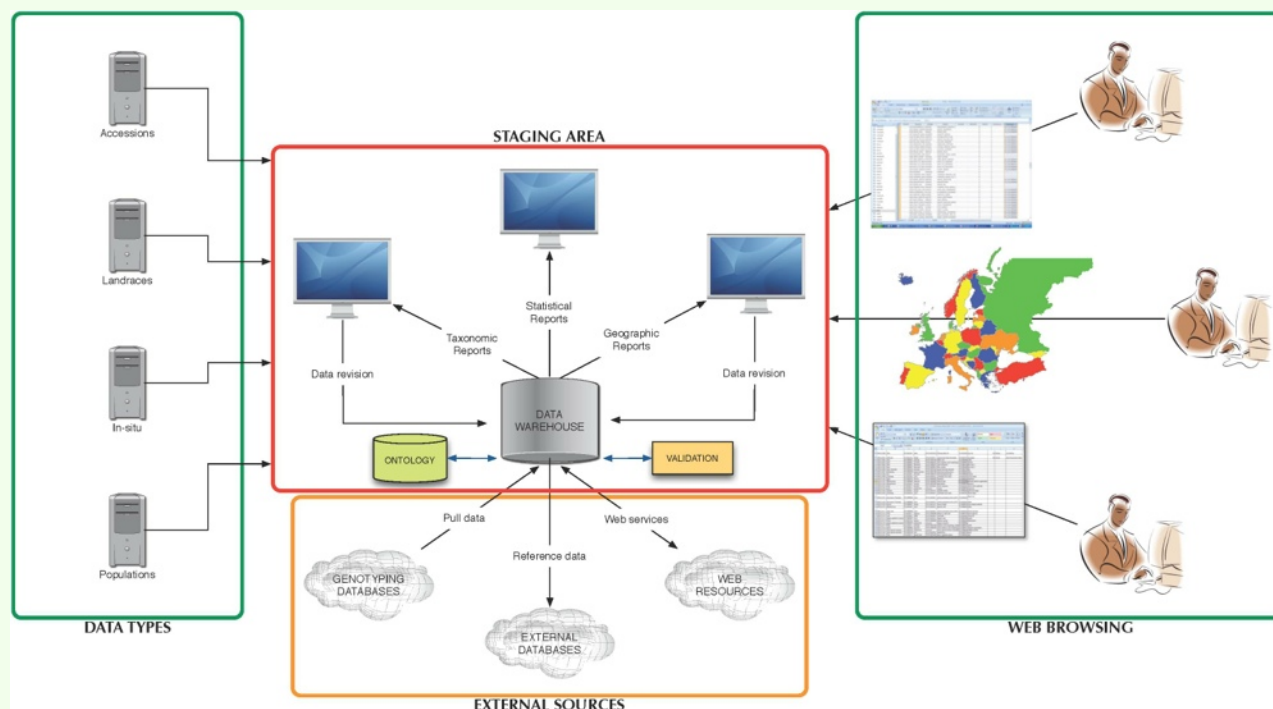 Accessions
Landraces
In-situ
Populations
DATA TYPES
STAGING AREA
Taxonomic
Reports
Statistical
Reports
Geographic
Reports
Data revision
Data revision
DATA
WAREHOUSE
ONTOLOGY
VALIDATION
Pull data
Reference data
Web services
GENOTYPING
DATABASES
EXTERNAL
DATABASES
WEB
RESOURCES
EXTERNAL SOURCES
WEB BROWSING